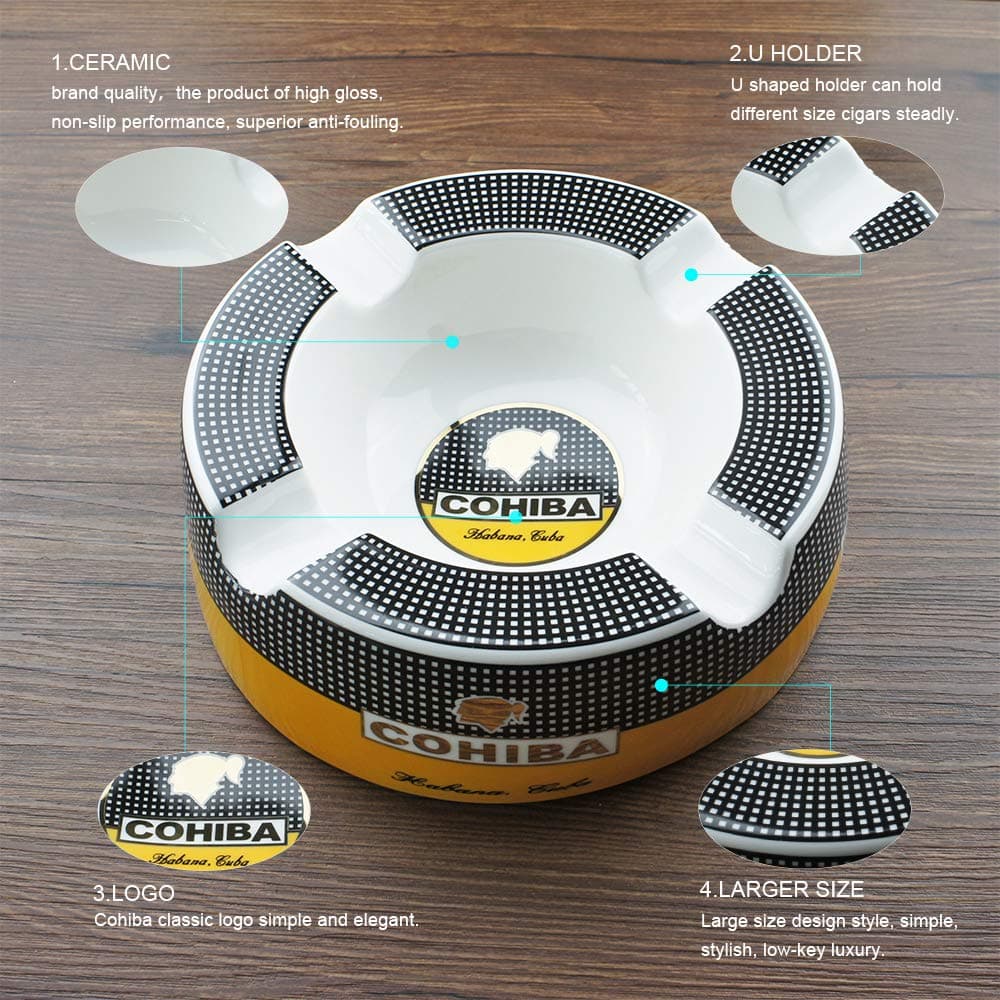 1.CERAMIC
brand quality, the product of high gloss,
non-slip performance, superior anti-fouling.
2.U HOLDER
U shaped holder can hold
different size cigars steadly.
COHIBA
Habana, Cuba
COHIBA
Habana, Cuba
COHIBA
Habana, Cuba
3.LOGO
Cohiba classic logo simple and elegant.
4.LARGER SIZE
Large size design style, simple,
stylish, low-key luxury.